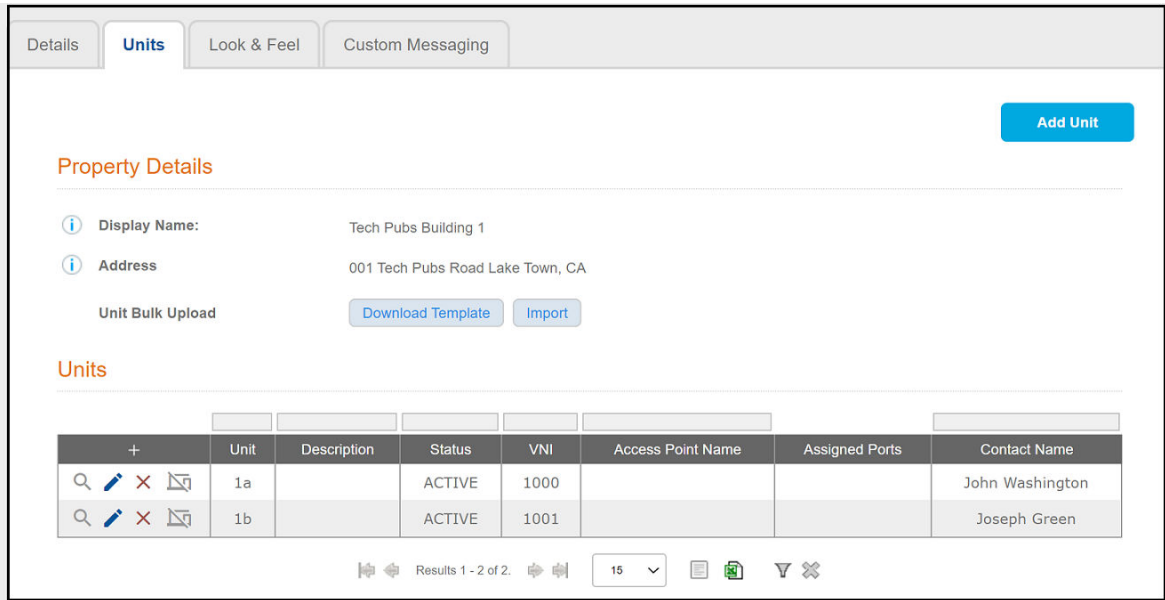 Details Units Look & Feel Custom Messaging
Add Unit
Property Details
Display Name: Tech Pubs Building 1
Address 001 Tech Pubs Road Lake Town, CA
Unit Bulk Upload Download Template Import
Units
+ Unit Description Status VNI Access Point Name Assigned Ports Contact Name
1a ACTIVE 1000 John Washington
1b ACTIVE 1001 Joseph Green
Results 1 - 2 of 2. 15